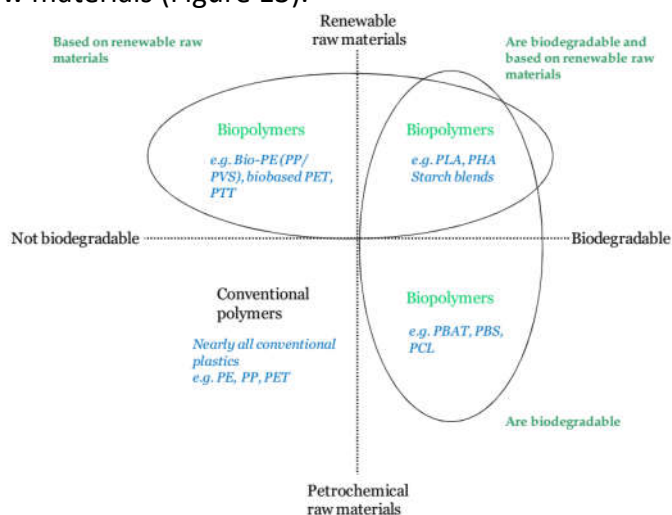 w materials (Figure 13).
Based on renewable raw
materials
Renewable
raw materials
Are biodegradable and
based on renewable raw
materials
Biopolymers
e.g. Bio-PE (PP/
PVS), biobased PET,
PTT
Biopolymers
e.g. PLA, PHA
Starch blends
Not biodegradable
Biodegradable
Conventional
polymers
Nearly all conventional
plastics
e.g. PE, PP, PET
Biopolymers
e.g. PBAT, PBS,
PCL
Are biodegradable
Petrochemical
raw materials